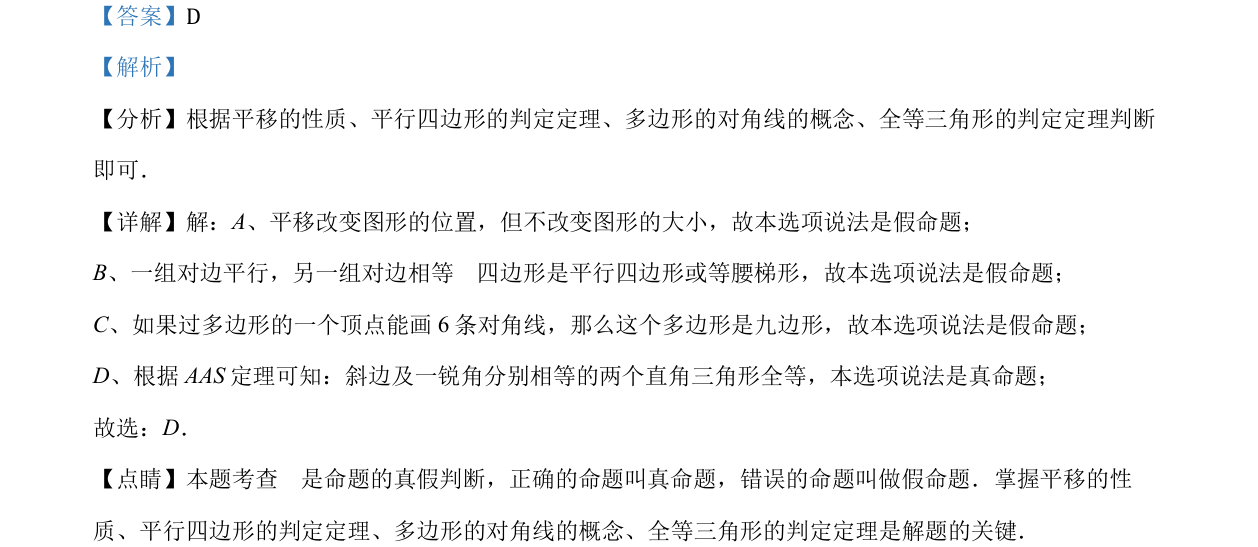 【答案】D
【解析】
【分析】根据平移的性质、平行四边形的判定定理、多边形的对角线的概念、全等三角形的判定定理判断
即可．
【详解】解：A、平移改变图形的位置，但不改变图形的大小，故本选项说法是假命题；
B、一组对边平行，另一组对边相等　四边形是平行四边形或等腰梯形，故本选项说法是假命题；
C、如果过多边形的一个顶点能画 6 条对角线，那么这个多边形是九边形，故本选项说法是假命题；
D、根据 AAS 定理可知：斜边及一锐角分别相等的两个直角三角形全等，本选项说法是真命题；
故选：D．
【点睛】本题考查　是命题的真假判断，正确的命题叫真命题，错误的命题叫做假命题．掌握平移的性
质、平行四边形的判定定理、多边形的对角线的概念、全等三角形的判定定理是解题的关键．